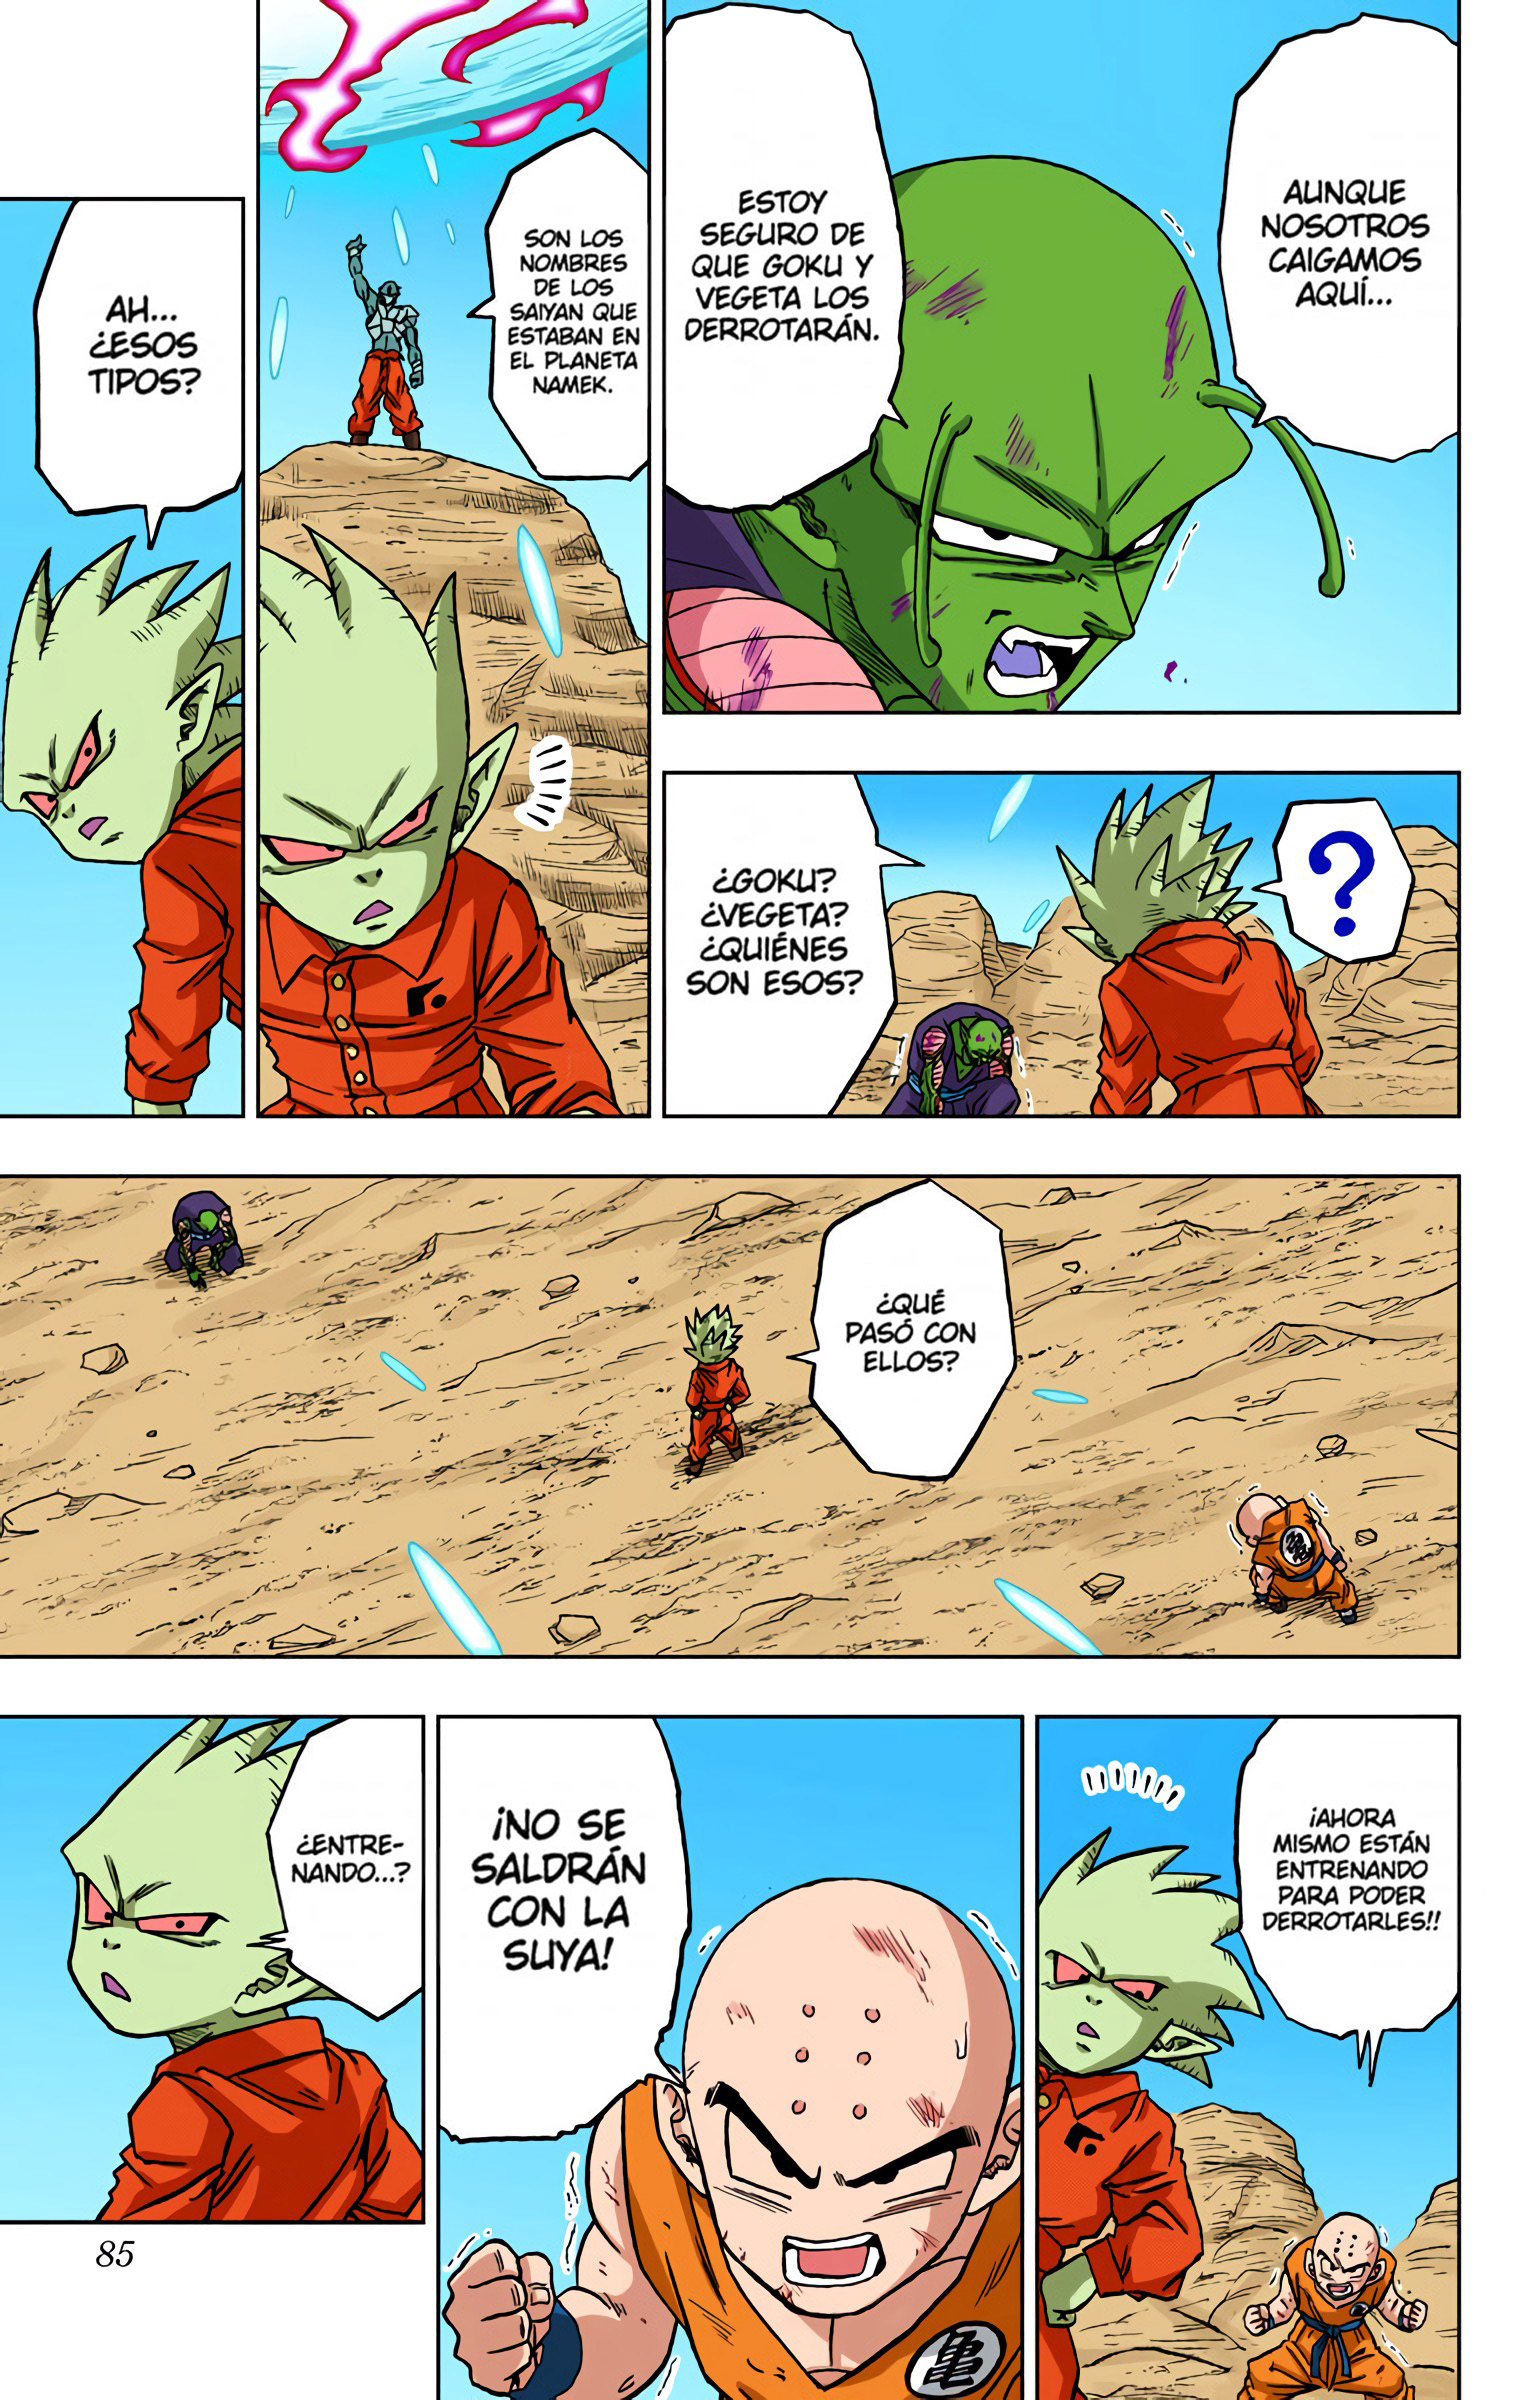 AUNQUE
NOSOTROS
CAIGAMOS
AQUÍ...
ESTOY
SEGURO DE
QUE GOKU Y
VEGETA LOS
DERROTARÁN.
?
¿GOKU?
¿VEGETA?
¿QUIÉNES
SON ESOS?
SON LOS
NOMBRES
DE LOS
SAIYAN QUE
ESTABAN EN
EL PLANETA
NAMEK.
AH...
¿ESOS
TIPOS?
¿QUÉ
PASÓ CON
ELLOS?
¡AHORA
MISMO ESTÁN
ENTRENANDO
PARA PODER
DERROTARLES!!
¡NO SE
SALDRÁN
CON LA
SUYA!
亀
¿ENTRE-
NANDO...?
85